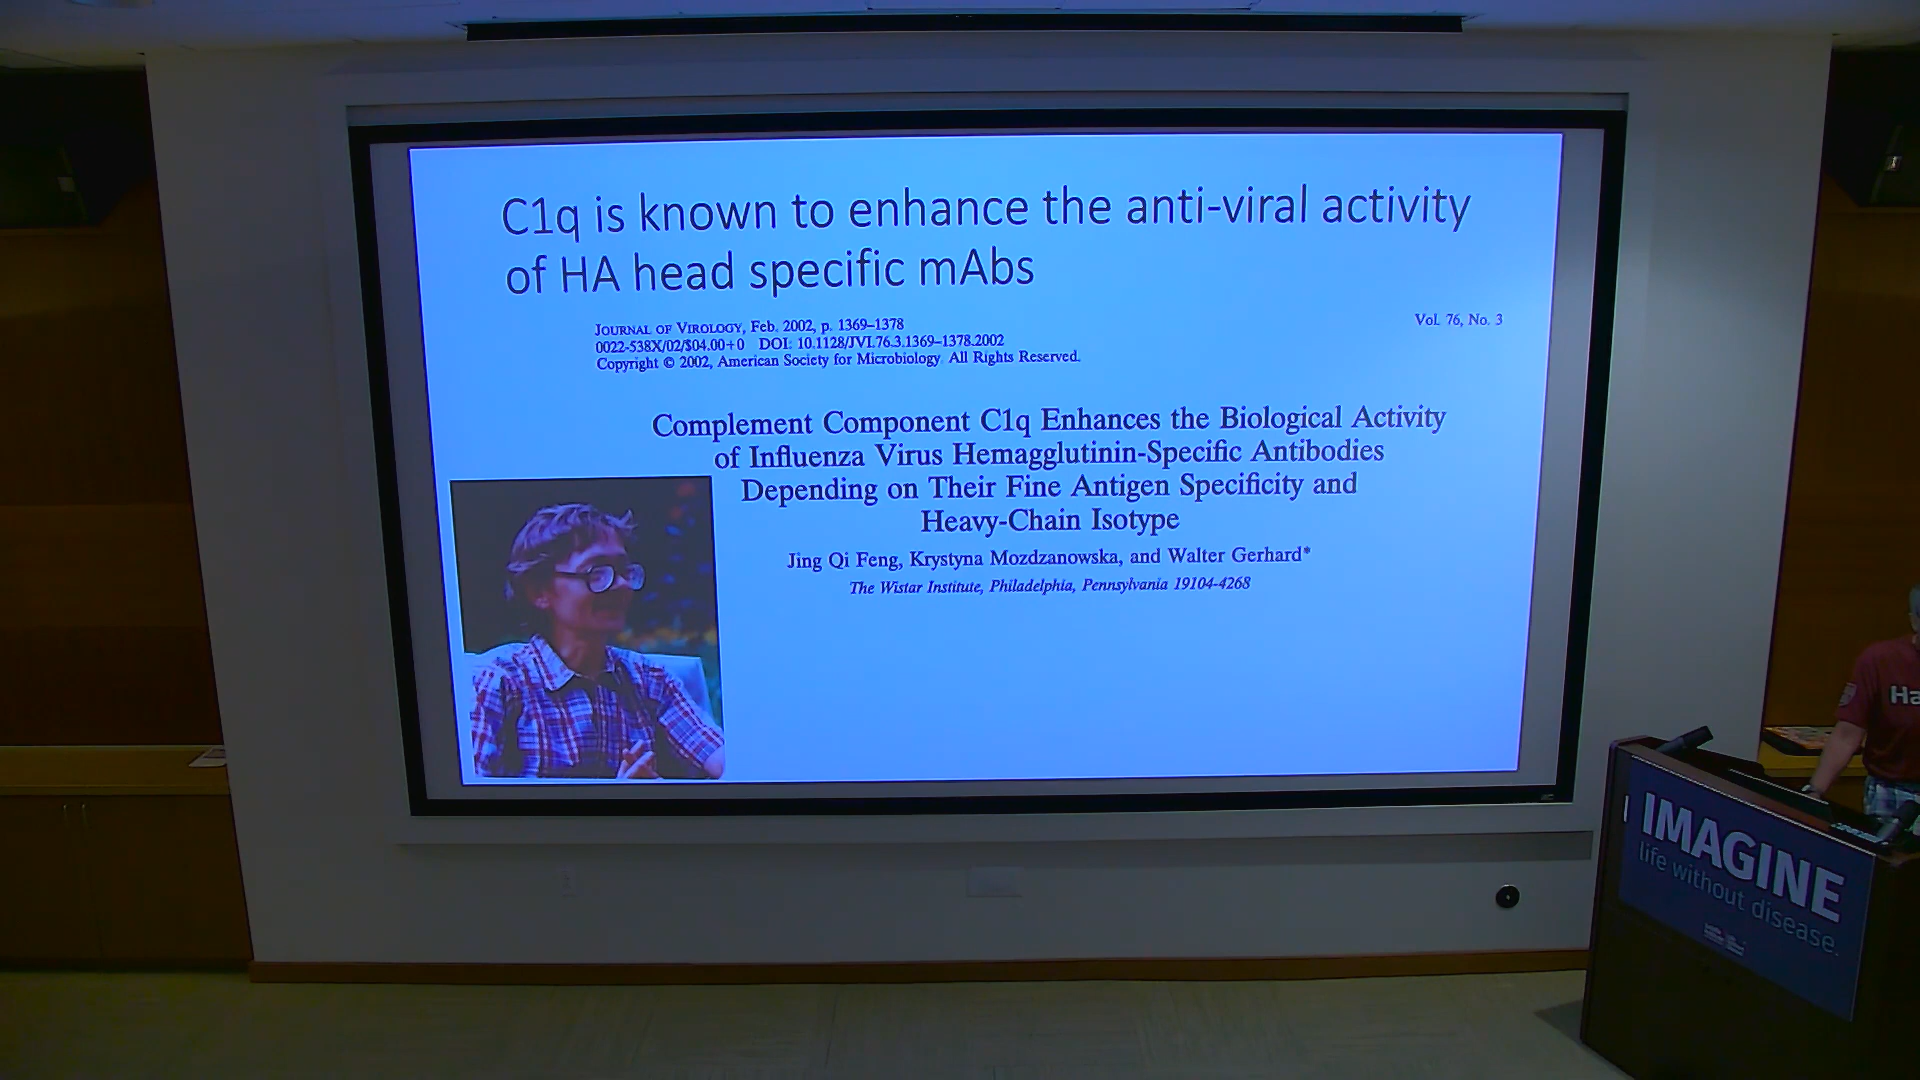 C1q is known to enhance the anti-viral activity
of HA head specific mAbs
JOURNAL OF VIROLOGY, Feb. 2002, p. 1369–1378
0022-538X/02/$04.00+0 DOI: 10.1128/JVI.76.3.1369–1378.2002
Copyright © 2002, American Society for Microbiology. All Rights Reserved.
Vol. 76, No. 3
Complement Component C1q Enhances the Biological Activity
of Influenza Virus Hemagglutinin-Specific Antibodies
Depending on Their Fine Antigen Specificity and
Heavy-Chain Isotype
Jing Qi Feng, Krystyna Mozdzanowska, and Walter Gerhard*
The Wistar Institute, Philadelphia, Pennsylvania 19104-4268
Ha
IMAGINE
life without disease.